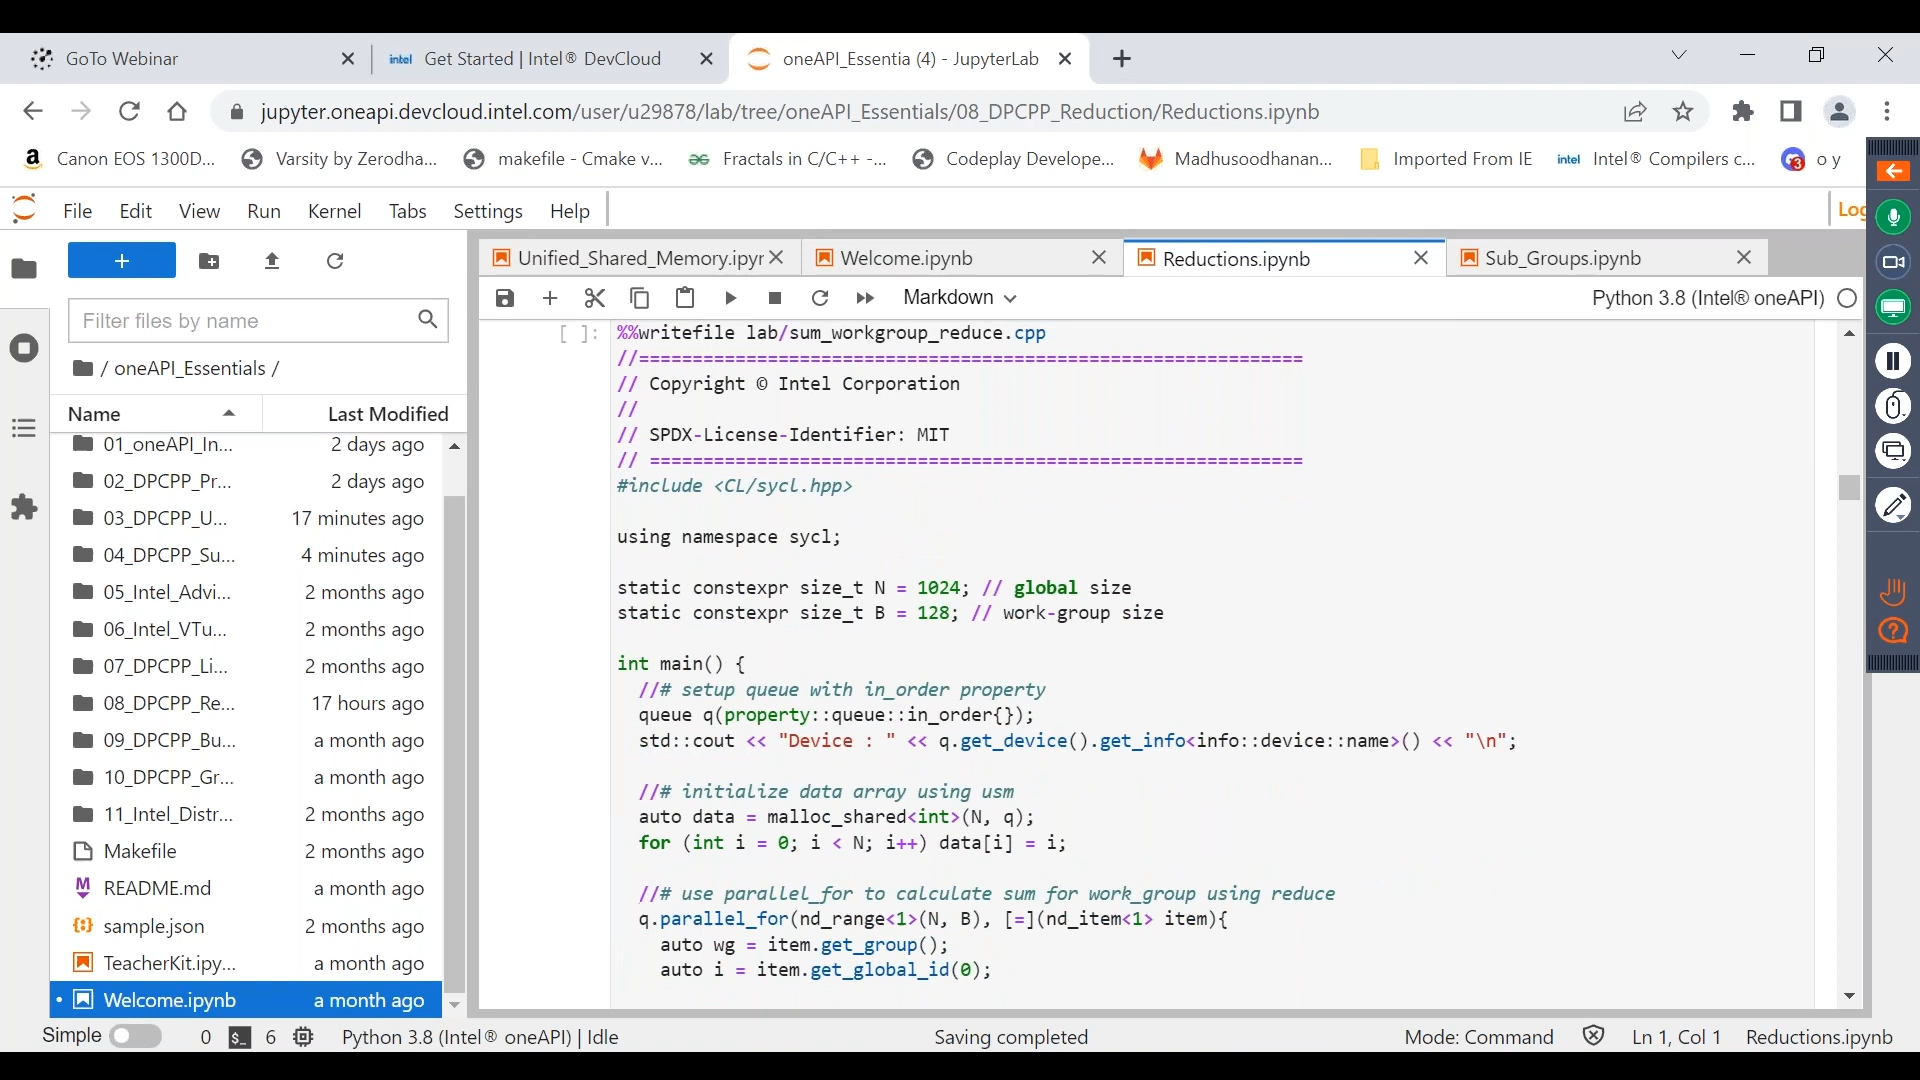 GoTo Webinar
intel Get Started | Intel® DevCloud
oneAPI_Essentia (4) - JupyterLab
jupyter.oneapi.devcloud.intel.com/user/u29878/lab/tree/oneAPI_Essentials/08_DPCPP_Reduction/Reductions.ipynb
a Canon EOS 1300D... Varsity by Zerodha... makefile - Cmake v... Fractals in C/C++ -... Codeplay Develope... Madhusoodhanan... Imported From IE intel Intel® Compilers c... 3 o y
File Edit View Run Kernel Tabs Settings Help
Log
Unified_Shared_Memory.ipyr Welcome.ipynb Reductions.ipynb Sub_Groups.ipynb
Markdown Python 3.8 (Intel® oneAPI)
Filter files by name
/ oneAPI_Essentials /
Name Last Modified
01_oneAPI_In... 2 days ago
02_DPCPP_Pr... 2 days ago
03_DPCPP_U... 17 minutes ago
04_DPCPP_Su... 4 minutes ago
05_Intel_Advi... 2 months ago
06_Intel_VTu... 2 months ago
07_DPCPP_Li... 2 months ago
08_DPCPP_Re... 17 hours ago
09_DPCPP_Bu... a month ago
10_DPCPP_Gr... a month ago
11_Intel_Distr... 2 months ago
Makefile 2 months ago
README.md a month ago
sample.json 2 months ago
TeacherKit.ipy... a month ago
Welcome.ipynb a month ago
[ ]: %%writefile lab/sum_workgroup_reduce.cpp
//==============================================================
// Copyright © Intel Corporation
//
// SPDX-License-Identifier: MIT
// =============================================================
#include <CL/sycl.hpp>
using namespace sycl;
static constexpr size_t N = 1024; // global size
static constexpr size_t B = 128; // work-group size
int main() {
//# setup queue with in_order property
queue q(property::queue::in_order{});
std::cout << "Device : " << q.get_device().get_info<info::device::name>() << "\n";
//# initialize data array using usm
auto data = malloc_shared<int>(N, q);
for (int i = 0; i < N; i++) data[i] = i;
//# use parallel_for to calculate sum for work_group using reduce
q.parallel_for(nd_range<1>(N, B), [=](nd_item<1> item){
auto wg = item.get_group();
auto i = item.get_global_id(0);
Simple 0 $_ 6 Python 3.8 (Intel® oneAPI) | Idle Saving completed Mode: Command Ln 1, Col 1 Reductions.ipynb